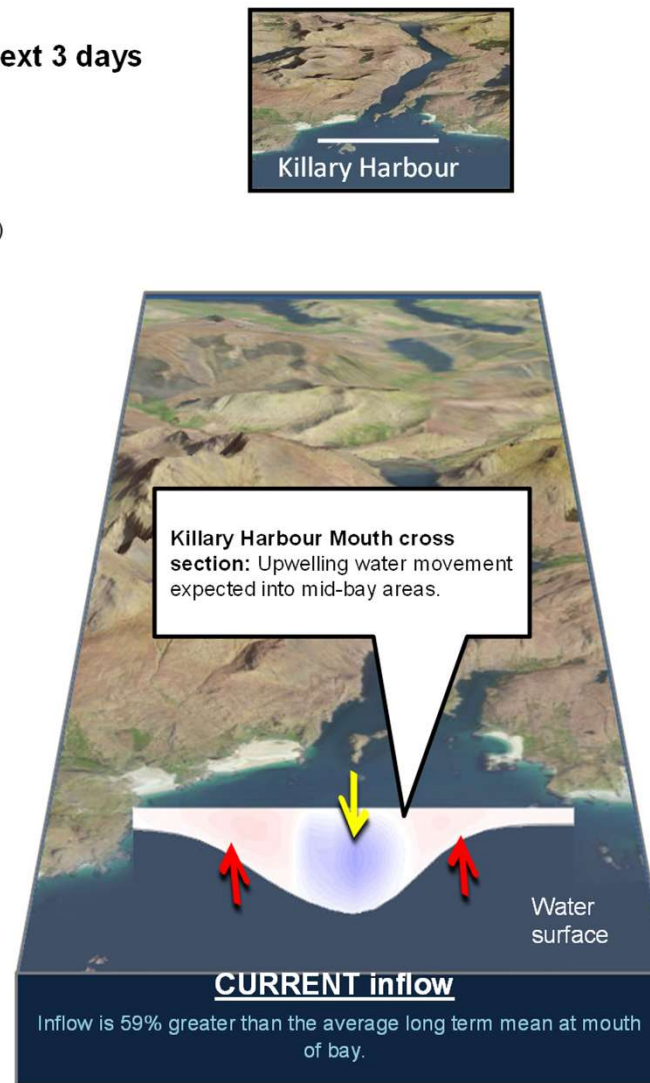 ext 3 days
Killary Harbour
)
Killary Harbour Mouth cross
section: Upwelling water movement
expected into mid-bay areas.
Water
surface
CURRENT inflow
Inflow is 59% greater than the average long term mean at mouth
of bay.